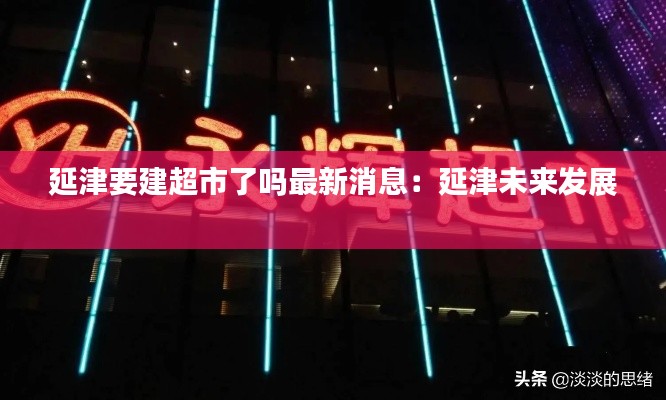 YH 永辉超市
延津要建超市了吗最新消息：延津未来发展
头条 @淡淡的思绪